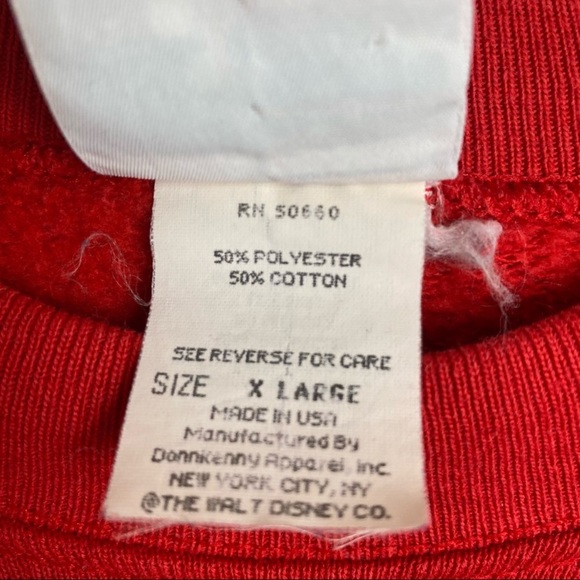 RN 50660
50% POLYESTER
50% COTTON
SEE REVERSE FOR CARE
SIZE X LARGE
MADE IN USA
Manufactured By
Donnkenny Apparel, Inc.
NEW YORK CITY, NY
@THE WALT DISNEY CO.